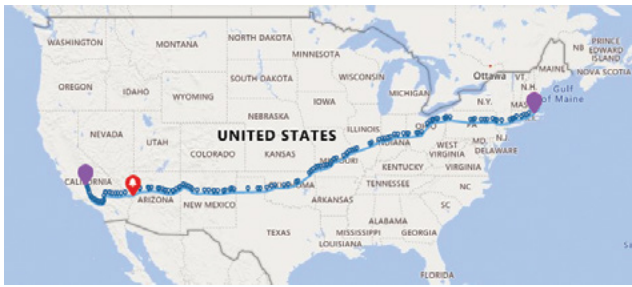 WASHINGTON
MONTANA
NORTH DAKOTA
MINNESOTA
NB
PRINCE
EDWARD
ISLAND
MAINE
NOVA SCOTIA
OREGON
IDAHO
WYOMING
SOUTH DAKOTA
WISCONSIN
MICHIGAN
Ottawa
VT.
N.H.
Gulf
of Maine
N.Y.
MASS
NEBRASKA
IOWA
NEVADA
UTAH
COLORADO
UNITED STATES
KANSAS
ILLINOIS
INDIANA
OHIO
PA
MD.
N.J.
DELAWARE
WEST
VIRGINIA
VIRGINIA
KENTUCKY
CALIFORNIA
ARIZONA
NEW MEXICO
OKLAHOMA
MISSOURI
ARKANSAS
TENNESSEE
NC
SC
TEXAS
MISSISSIPPI
ALABAMA
GEORGIA
LOUISIANA
FLORIDA